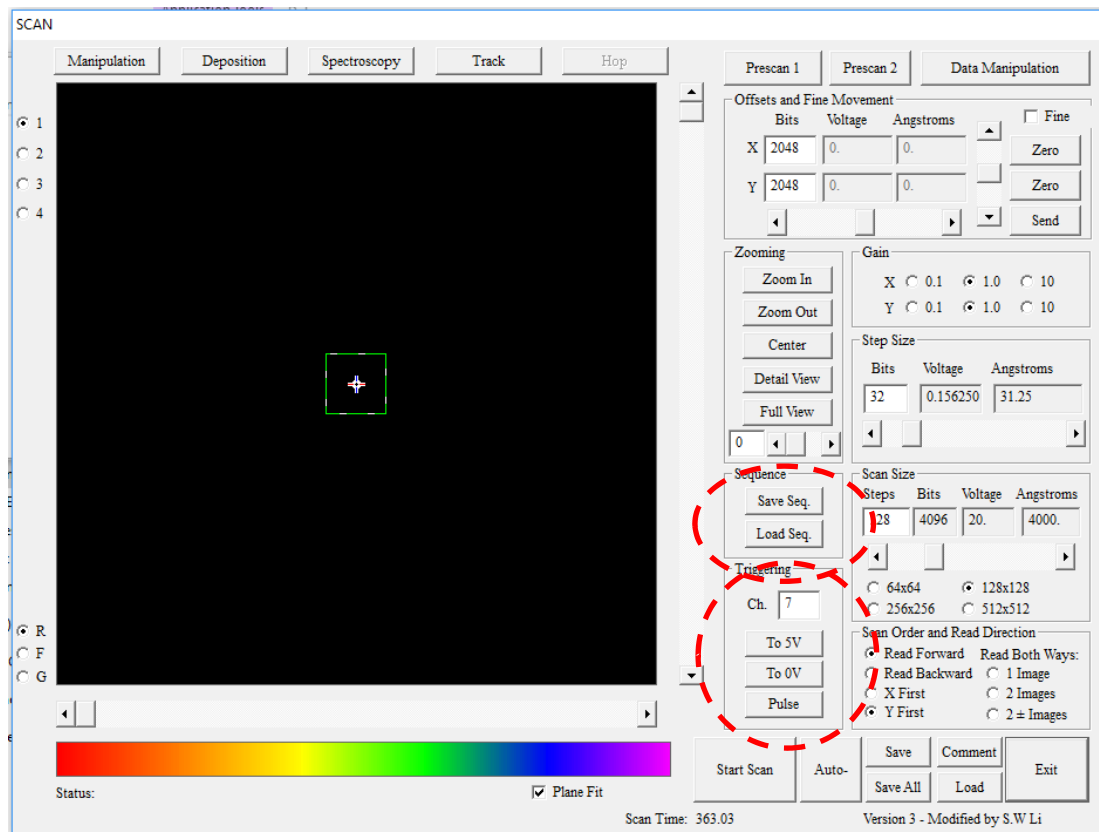 SCAN
Manipulation Deposition Spectroscopy Track Hop
Prescan 1 Prescan 2 Data Manipulation
1
2
3
4
R
F
G
Offsets and Fine Movement
Bits Voltage Angstroms Fine
X 2048 0. 0. Zero
Y 2048 0. 0. Zero
Send
Zooming
Zoom In
Zoom Out
Center
Detail View
Full View
0
Gain
X 0.1 1.0 10
Y 0.1 1.0 10
Step Size
Bits Voltage Angstroms
32 0.156250 31.25
Sequence
Save Seq.
Load Seq.
Scan Size
Steps Bits Voltage Angstroms
128 4096 20. 4000.
64x64 128x128
256x256 512x512
Triggering
Ch. 7
To 5V
To 0V
Pulse
Scan Order and Read Direction
Read Forward Read Both Ways:
Read Backward 1 Image
X First 2 Images
Y First 2 ± Images
Start Scan Auto- Save Comment Exit
Save All Load
Status: Plane Fit
Scan Time: 363.03 Version 3 - Modified by S.W Li